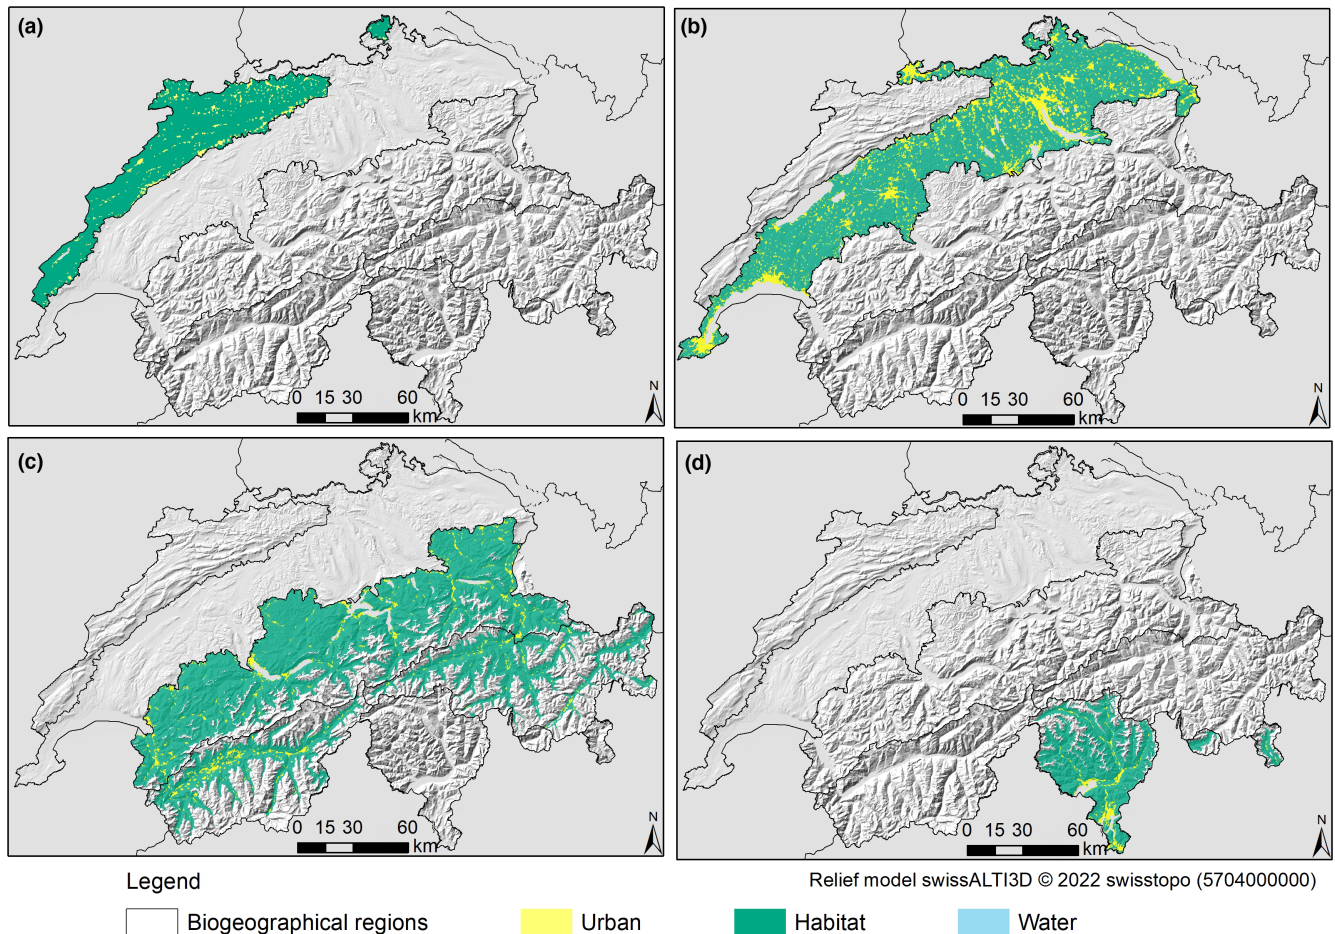 (a)
N
0 15 30 60
km
(b)
N
0 15 30 60
km
(c)
N
0 15 30 60
km
(d)
N
0 15 30 60
km
Legend
Relief model swissALTI3D © 2022 swisstopo (5704000000)
Biogeographical regions
Urban
Habitat
Water